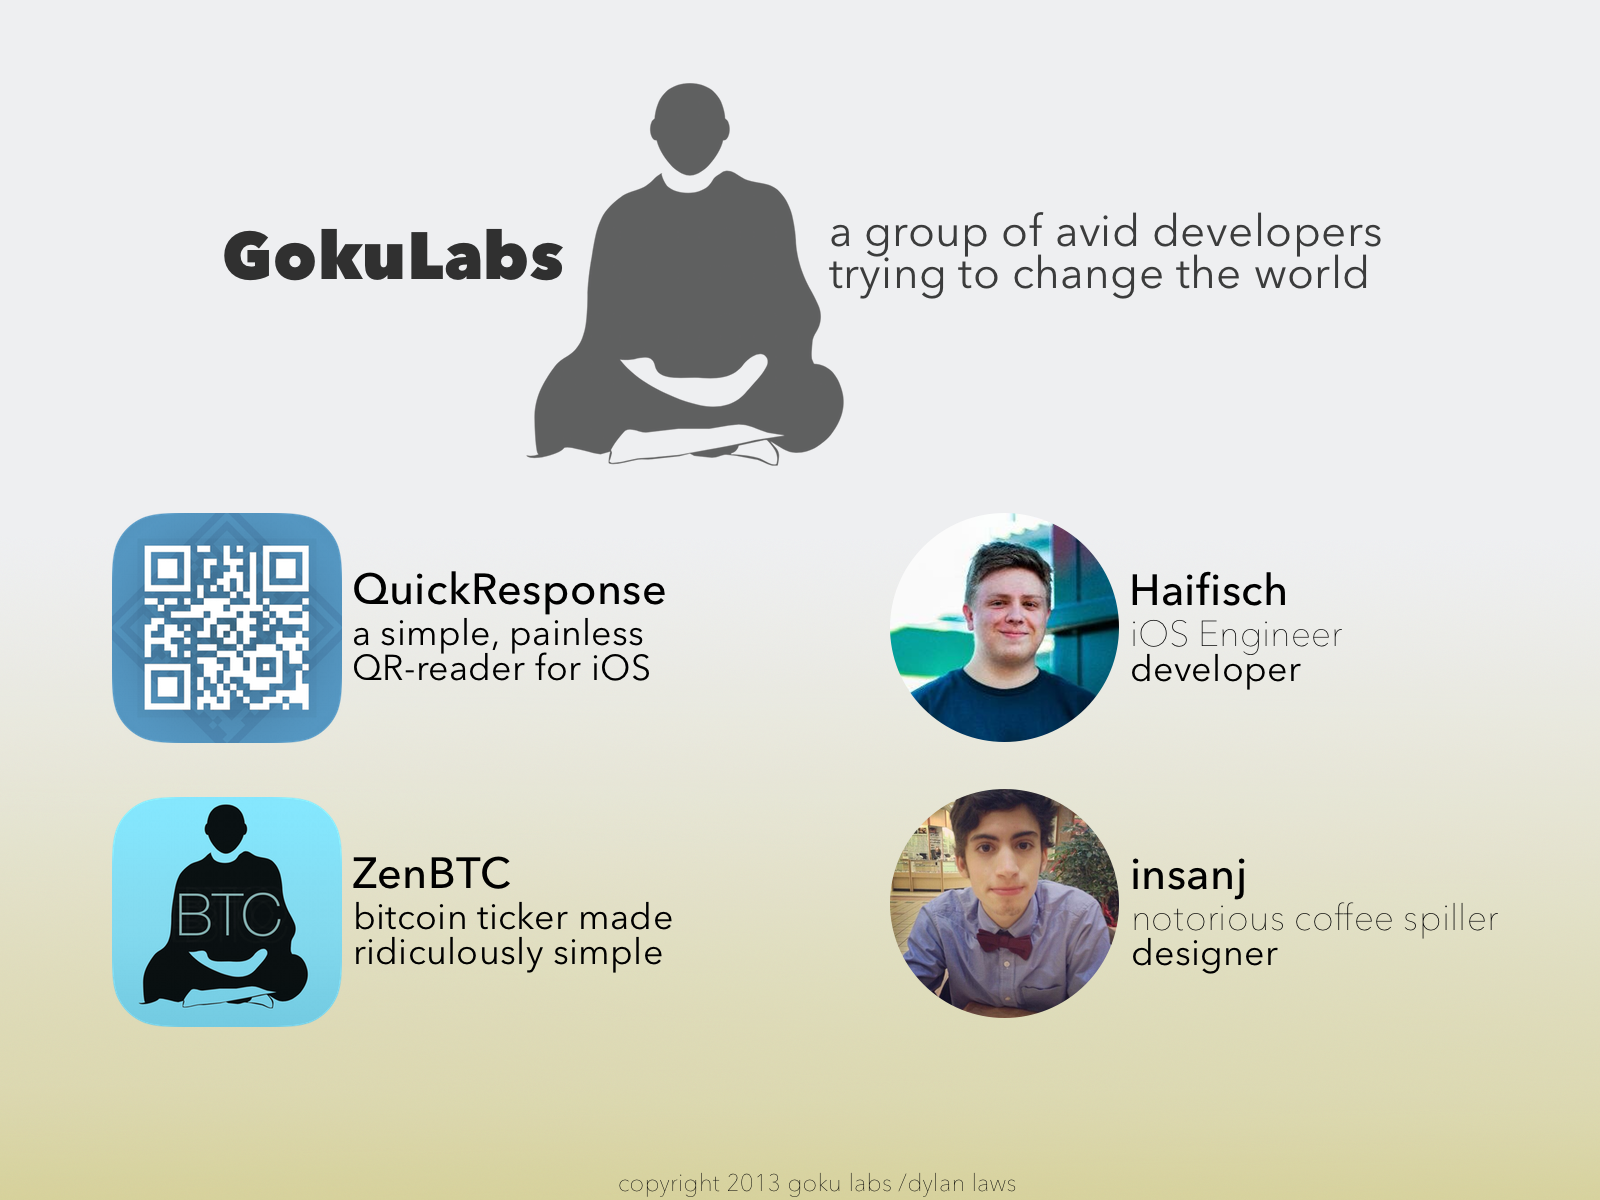 GokuLabs
a group of avid developers
trying to change the world
QuickResponse
a simple, painless
QR-reader for iOS
Haifisch
iOS Engineer
developer
BTC
ZenBTC
bitcoin ticker made
ridiculously simple
insanj
notorious coffee spiller
designer
copyright 2013 goku labs /dylan laws